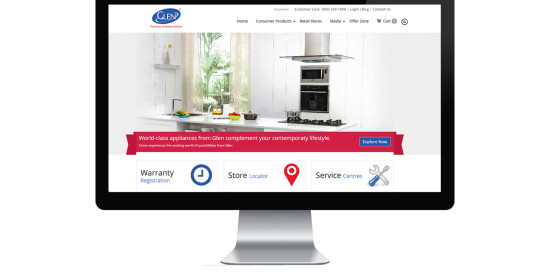 Customer Care: 1800-180-1498 | Login | Blog | Contact Us
GLEN
Home Consumer Products Retail Stores Media Offer Zone Cart
World-class appliances from Glen complement your contemporaty lifestyle.
Come experience the exciting world of possibilities from Glen.
Explore Now
Warranty
Registration
Store Locator
Service Centres